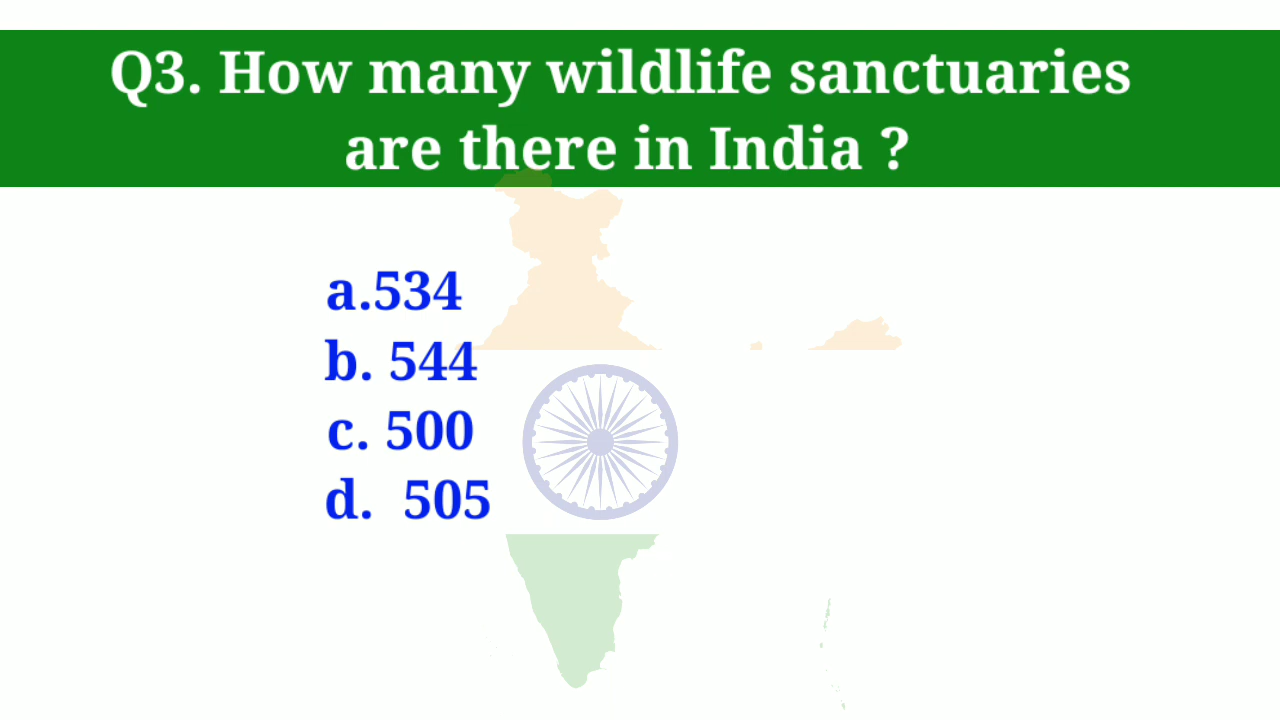 Q3. How many wildlife sanctuaries
are there in India ?
a.534
b. 544
c. 500
d.  505